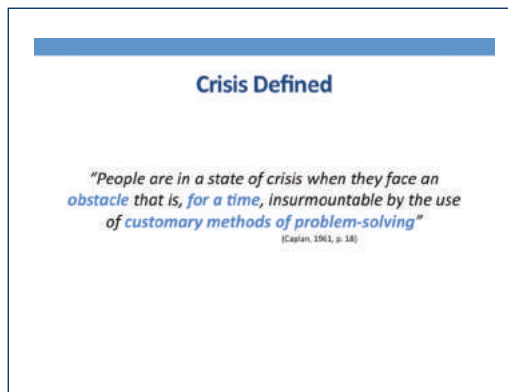 Crisis Defined
"People are in a state of crisis when they face an
obstacle that is, for a time, insurmountable by the use
of customary methods of problem-solving"
(Caplan, 1961, p. 18)